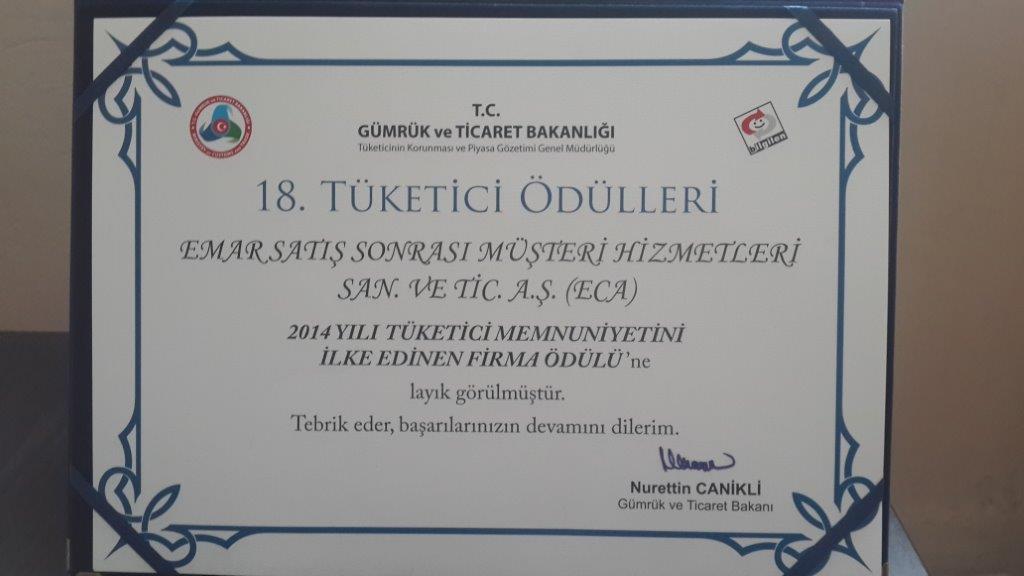 T.C.
GÜMRÜK ve TİCARET BAKANLIĞI
Tüketicinin Korunması ve Piyasa Gözetimi Genel Müdürlüğü
bilgilen
18. TÜKETİCİ ÖDÜLLERİ
EMAR SATIŞ SONRASI MÜŞTERİ HİZMETLERİ
SAN. VE TİC. A.Ş. (ECA)
2014 YILI TÜKETİCİ MEMNUNİYETİNİ
İLKE EDİNEN FİRMA ÖDÜLÜ'ne
layık görülmüştür.
Tebrik eder, başarılarınızın devamını dilerim.
Nurettin CANİKLİ
Gümrük ve Ticaret Bakanı